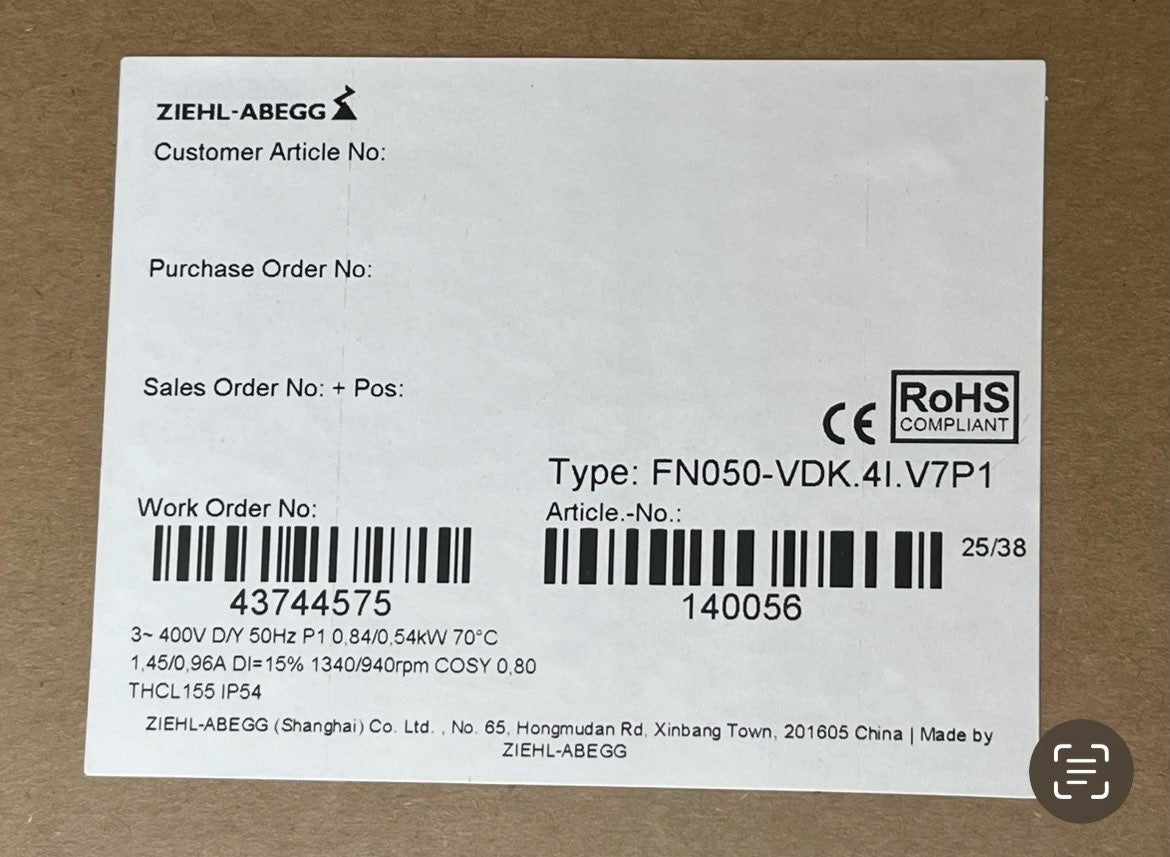 ZIEHL-ABEGG
Customer Article No:
Purchase Order No:
Sales Order No: + Pos:
CE
RoHS
COMPLIANT
Type: FN050-VDK.4I.V7P1
Work Order No:
Article.-No.:
25/38
43744575
140056
3~ 400V D/Y 50Hz P1 0,84/0,54kW 70°C
1,45/0,96A DI=15% 1340/940rpm COSY 0,80
THCL155 IP54
ZIEHL-ABEGG (Shanghai) Co. Ltd. , No. 65, Hongmudan Rd, Xinbang Town, 201605 China | Made by
ZIEHL-ABEGG